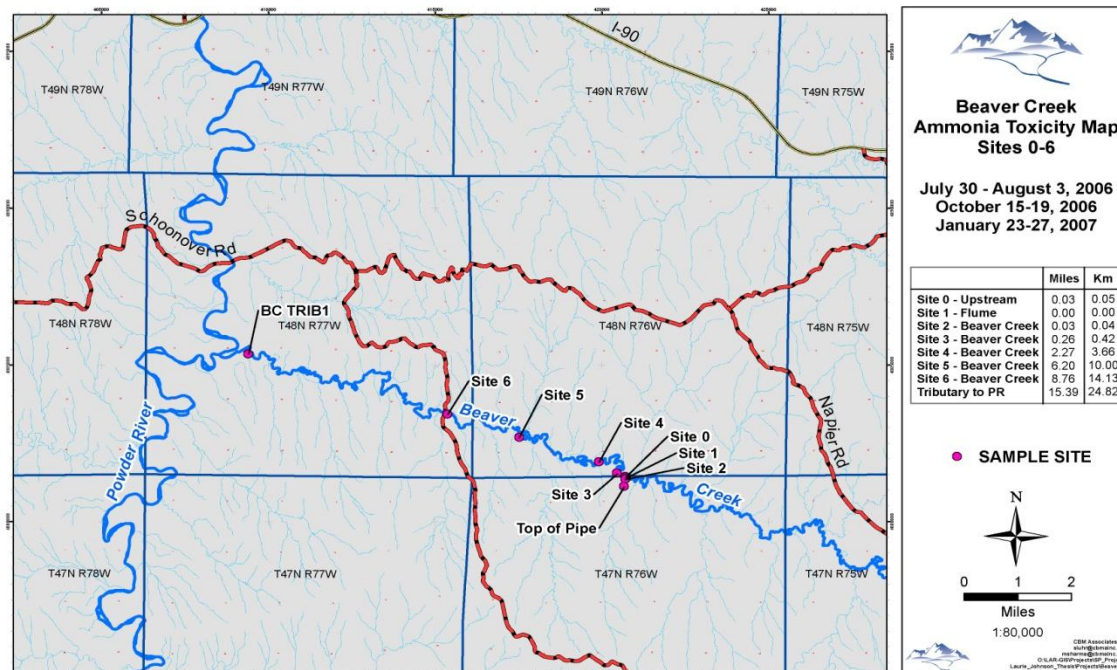 I-90
T49N R78W
T49N R77W
T49N R76W
T49N R75W
Schoonover Rd
BC TRIB1
T48N R78W
T48N R77W
T48N R76W
T48N R75W
Site 6
Beaver
Site 5
Site 4
Site 0
Site 1
Site 2
Site 3
Top of Pipe
Creek
Napier Rd
Powder River
T47N R78W
T47N R77W
T47N R76W
T47N R75W
Beaver Creek
Ammonia Toxicity Map
Sites 0-6
July 30 - August 3, 2006
October 15-19, 2006
January 23-27, 2007
Miles Km
Site 0 - Upstream 0.03 0.05
Site 1 - Flume 0.00 0.00
Site 2 - Beaver Creek 0.03 0.04
Site 3 - Beaver Creek 0.26 0.42
Site 4 - Beaver Creek 2.27 3.66
Site 5 - Beaver Creek 6.20 10.00
Site 6 - Beaver Creek 8.76 14.13
Tributary to PR 15.39 24.82
SAMPLE SITE
N
0 1 2
Miles
1:80,000
CBM Associates